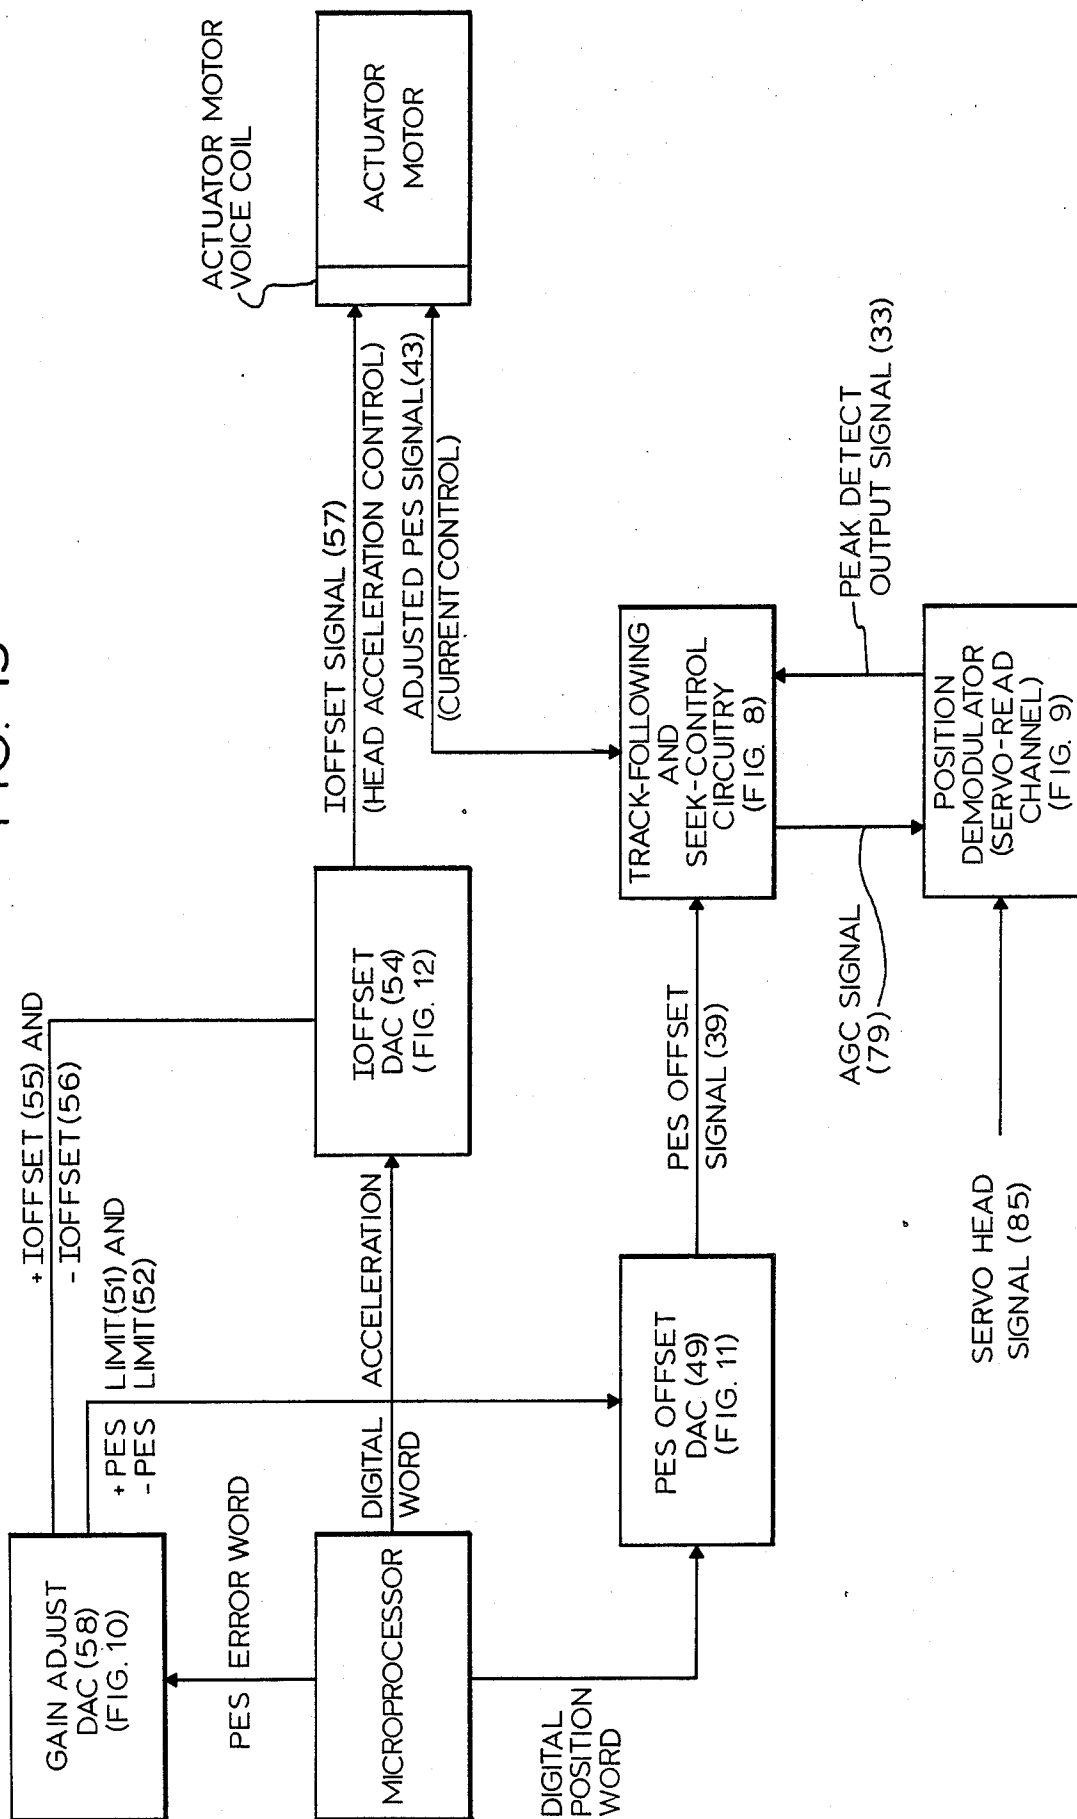 FIG. 13
GAIN ADJUST
DAC (58)
(FIG. 10)
+ IOFFSET (55) AND
- IOFFSET (56)
+ PES LIMIT (51) AND
- PES LIMIT (52)
PES ERROR WORD
MICROPROCESSOR
DIGITAL ACCELERATION
WORD
IOFFSET
DAC (54)
(FIG. 12)
IOFFSET SIGNAL (57)
(HEAD ACCELERATION CONTROL)
ADJUSTED PES SIGNAL (43)
(CURRENT CONTROL)
ACTUATOR MOTOR
VOICE COIL
ACTUATOR
MOTOR
DIGITAL
POSITION
WORD
PES OFFSET
DAC (49)
(FIG. 11)
PES OFFSET
SIGNAL (39)
TRACK-FOLLOWING
AND
SEEK-CONTROL
CIRCUITRY
(FIG. 8)
AGC SIGNAL
(79)
PEAK DETECT
OUTPUT SIGNAL (33)
SERVO HEAD
SIGNAL (85)
POSITION
DEMODULATOR
(SERVO-READ
CHANNEL)
(FIG. 9)